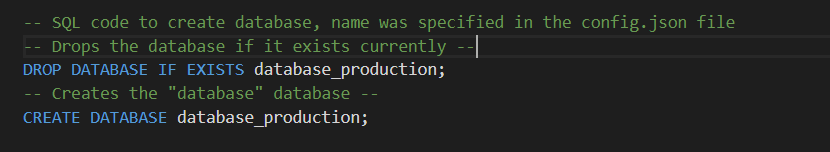 -- SQL code to create database, name was specified in the config.json file
-- Drops the database if it exists currently --
DROP DATABASE IF EXISTS database_production;
-- Creates the "database" database --
CREATE DATABASE database_production;